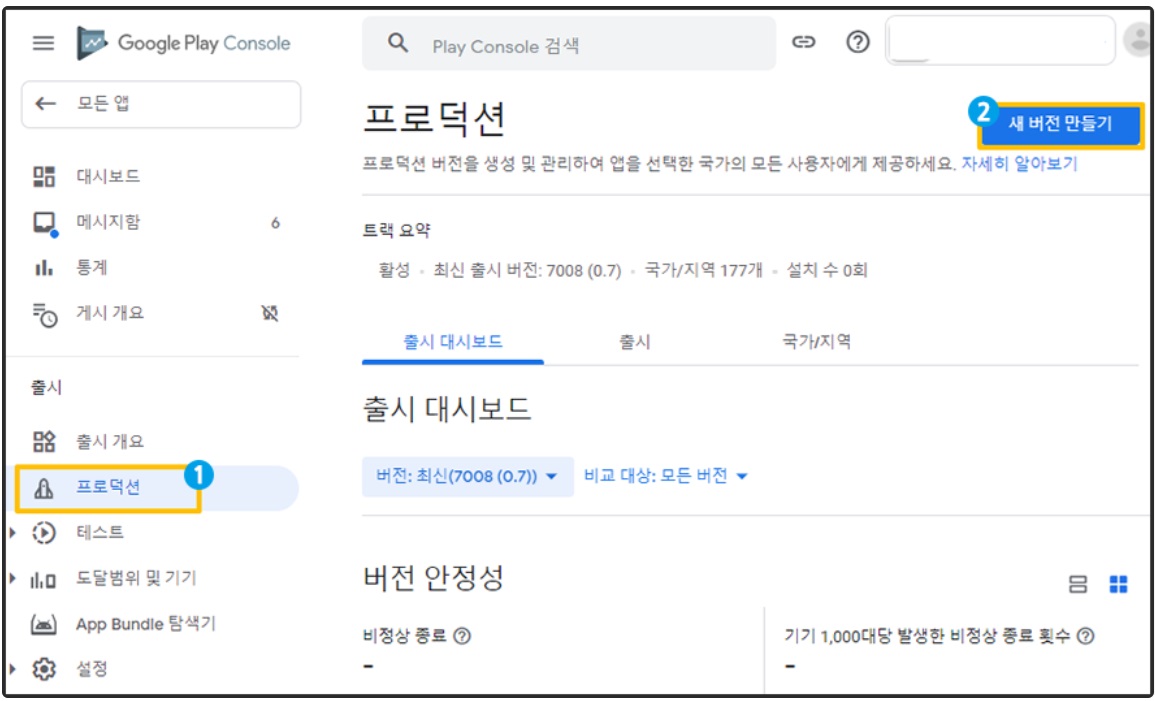 Google Play Console
Play Console 검색
모든 앱
대시보드
메시지함 6
통계
게시 개요
출시
출시 개요
프로덕션 1
테스트
도달범위 및 기기
App Bundle 탐색기
설정
프로덕션
2 새 버전 만들기
프로덕션 버전을 생성 및 관리하여 앱을 선택한 국가의 모든 사용자에게 제공하세요. 자세히 알아보기
트랙 요약
활성 • 최신 출시 버전: 7008 (0.7) • 국가/지역 177개 • 설치 수 0회
출시 대시보드 출시 국가/지역
출시 대시보드
버전: 최신(7008 (0.7)) 비교 대상: 모든 버전
버전 안정성
비정상 종료 기기 1,000대당 발생한 비정상 종료 횟수
- -